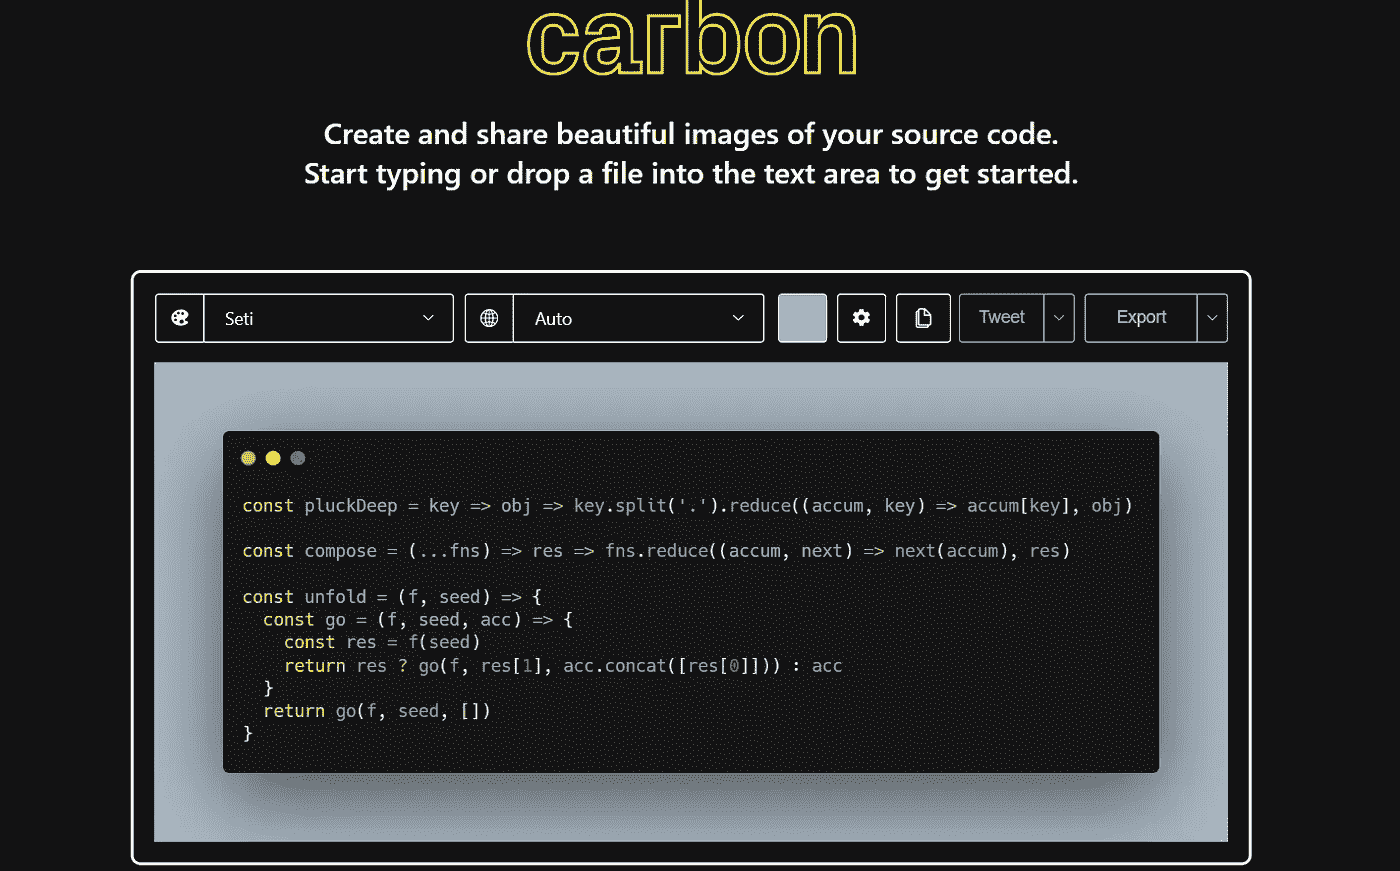 carbon
Create and share beautiful images of your source code.
Start typing or drop a file into the text area to get started.
Seti
Auto
Tweet
Export
const pluckDeep = key => obj => key.split('.').reduce((accum, key) => accum[key], obj)
const compose = (...fns) => res => fns.reduce((accum, next) => next(accum), res)
const unfold = (f, seed) => {
  const go = (f, seed, acc) => {
    const res = f(seed)
    return res ? go(f, res[1], acc.concat([res[0]])) : acc
  }
  return go(f, seed, [])
}